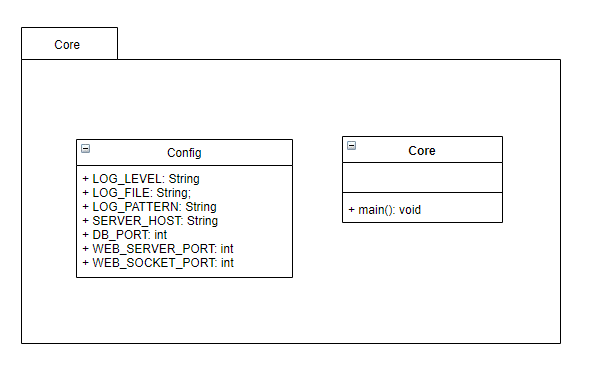 Core
Config
+ LOG_LEVEL: String
+ LOG_FILE: String;
+ LOG_PATTERN: String
+ SERVER_HOST: String
+ DB_PORT: int
+ WEB_SERVER_PORT: int
+ WEB_SOCKET_PORT: int
Core
+ main(): void